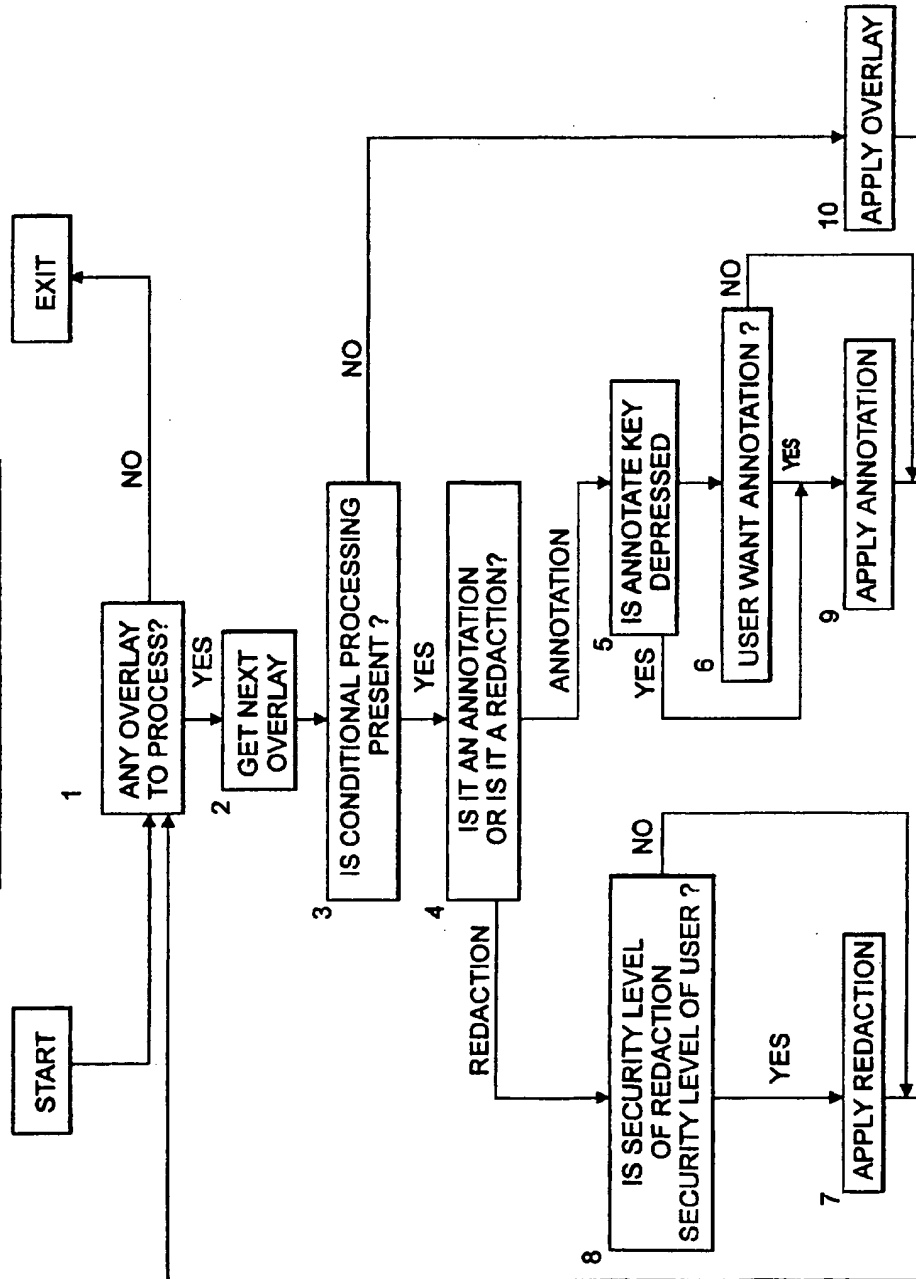 START
EXIT
1
ANY OVERLAY
TO PROCESS?
NO
YES
2
GET NEXT
OVERLAY
3
IS CONDITIONAL PROCESSING
PRESENT ?
NO
YES
4
IS IT AN ANNOTATION
OR IS IT A REDACTION?
REDACTION
ANNOTATION
8
IS SECURITY LEVEL
OF REDACTION
SECURITY LEVEL OF USER ?
NO
YES
7
APPLY REDACTION
5
IS ANNOTATE KEY
DEPRESSED
YES
6
USER WANT ANNOTATION ?
NO
YES
9
APPLY ANNOTATION
10
APPLY OVERLAY